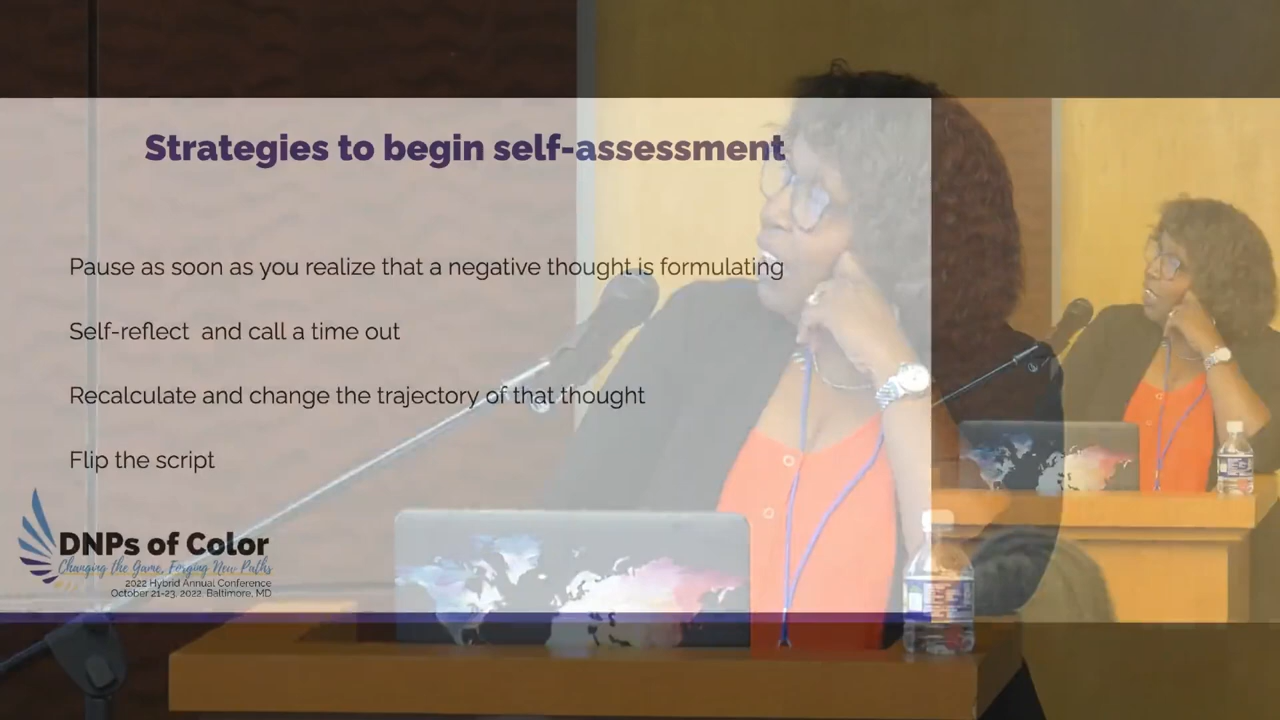 Strategies to begin self-assessment
Pause as soon as you realize that a negative thought is formulating
Self-reflect  and call a time out
Recalculate and change the trajectory of that thought
Flip the script
DNPs of Color
Changing the Game, Forging New Paths
2022 Hybrid Annual Conference
October 21-23, 2022  Baltimore, MD